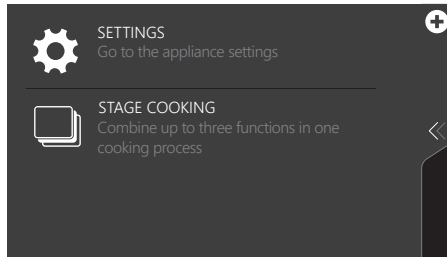 SETTINGS
Go to the appliance settings
STAGE COOKING
Combine up to three functions in one
cooking process